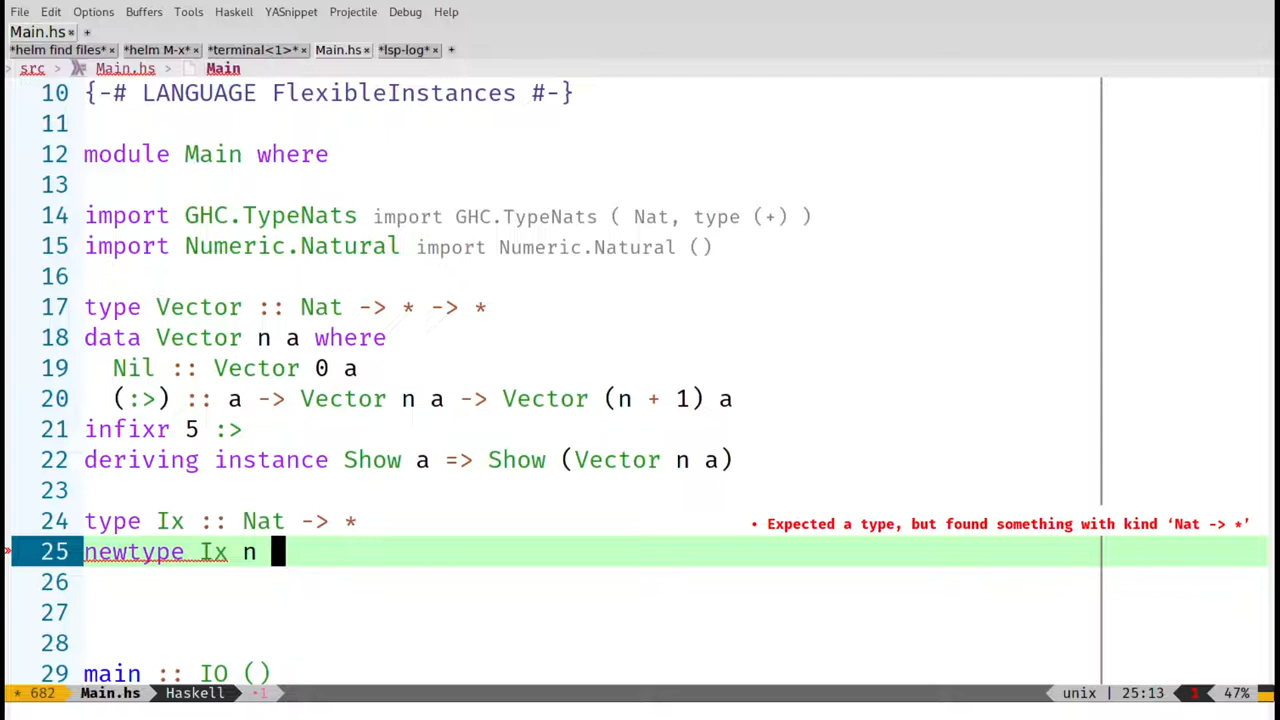 File Edit Options Buffers Tools Haskell YASnippet Projectile Debug Help
Main.hs × +
*helm find files* × *helm M-x* × *terminal<1>* × Main.hs × *lsp-log* × +
> src > Main.hs > Main
10 {-# LANGUAGE FlexibleInstances #-}
11
12 module Main where
13
14 import GHC.TypeNats import GHC.TypeNats ( Nat, type (+) )
15 import Numeric.Natural import Numeric.Natural ()
16
17 type Vector :: Nat -> * -> *
18 data Vector n a where
19 Nil :: Vector 0 a
20 (:>) :: a -> Vector n a -> Vector (n + 1) a
21 infixr 5 :>
22 deriving instance Show a => Show (Vector n a)
23
24 type Ix :: Nat -> * • Expected a type, but found something with kind ‘Nat -> *’
» 25 newtype Ix n
26
27
28
29 main :: IO ()
* 682 Main.hs Haskell •1 unix | 25:13 1 47%